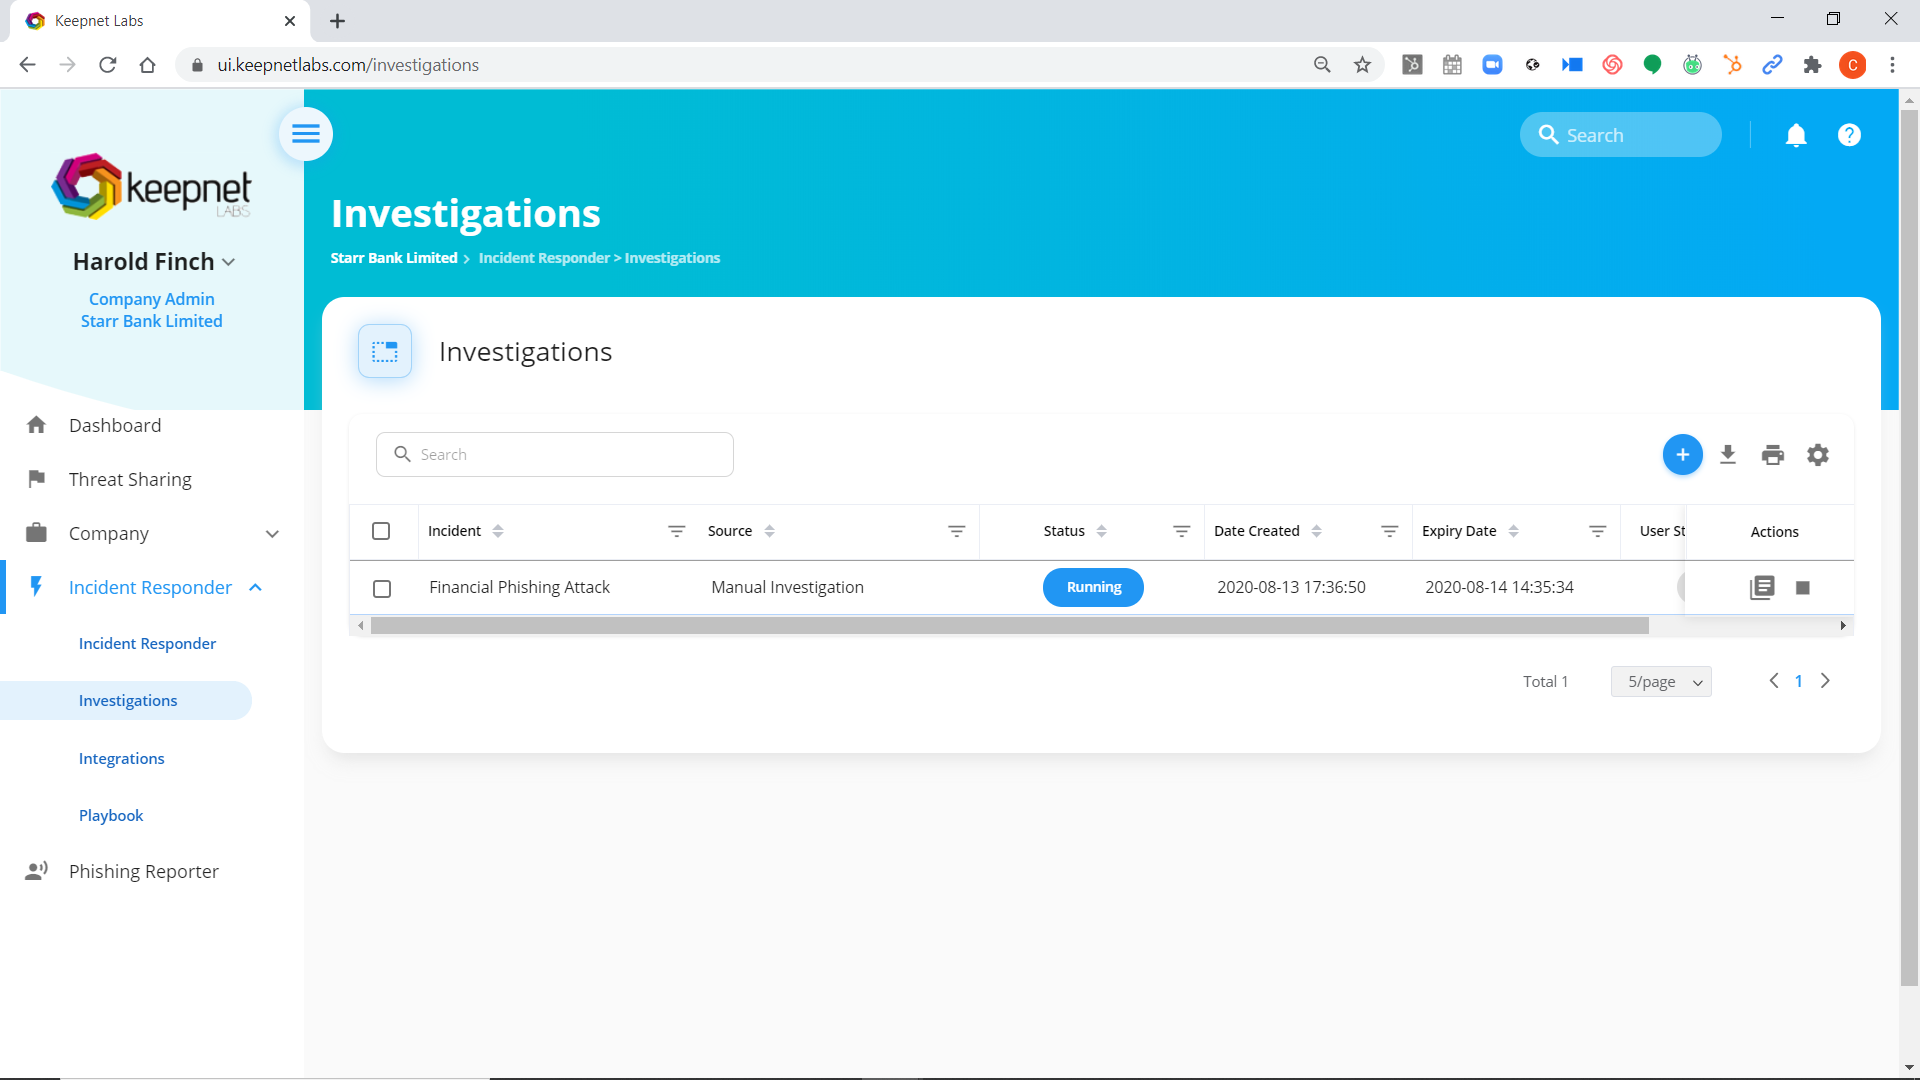 Keepnet Labs
ui.keepnetlabs.com/investigations
C
keepnet
LABS
Harold Finch
Company Admin
Starr Bank Limited
Dashboard
Threat Sharing
Company
Incident Responder
Incident Responder
Investigations
Integrations
Playbook
Phishing Reporter
Search
Investigations
Starr Bank Limited > Incident Responder > Investigations
Investigations
Search
Incident Source Status Date Created Expiry Date User St Actions
Financial Phishing Attack Manual Investigation Running 2020-08-13 17:36:50 2020-08-14 14:35:34
Total 1 5/page 1